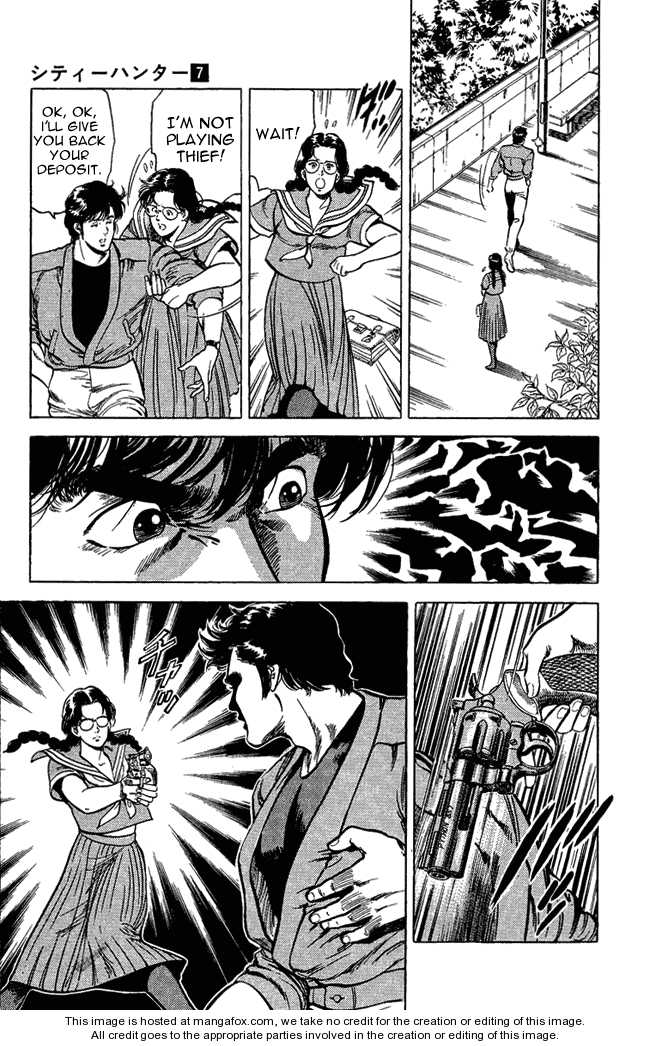 シティーハンター 7
WAIT!
I'M NOT
PLAYING
THIEF!
OK, OK,
I'LL GIVE
YOU BACK
YOUR
DEPOSIT.
This image is hosted at mangafox.com, we take no credit for the creation or editing of this image.
All credit goes to the appropriate parties involved in the creation or editing of this image.